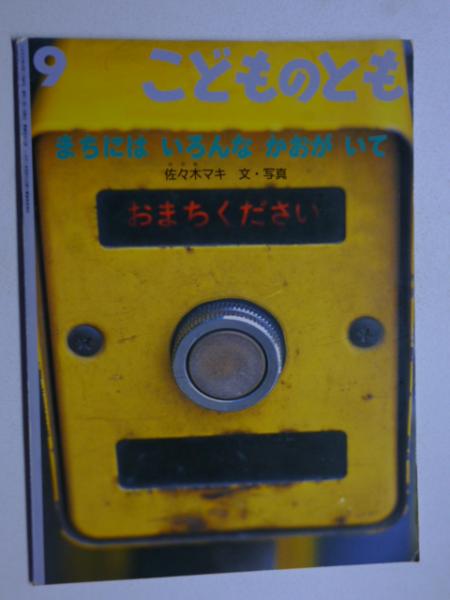 9 こどものとも
まちには いろんな かおが いて
佐々木マキ 文・写真
おまちください